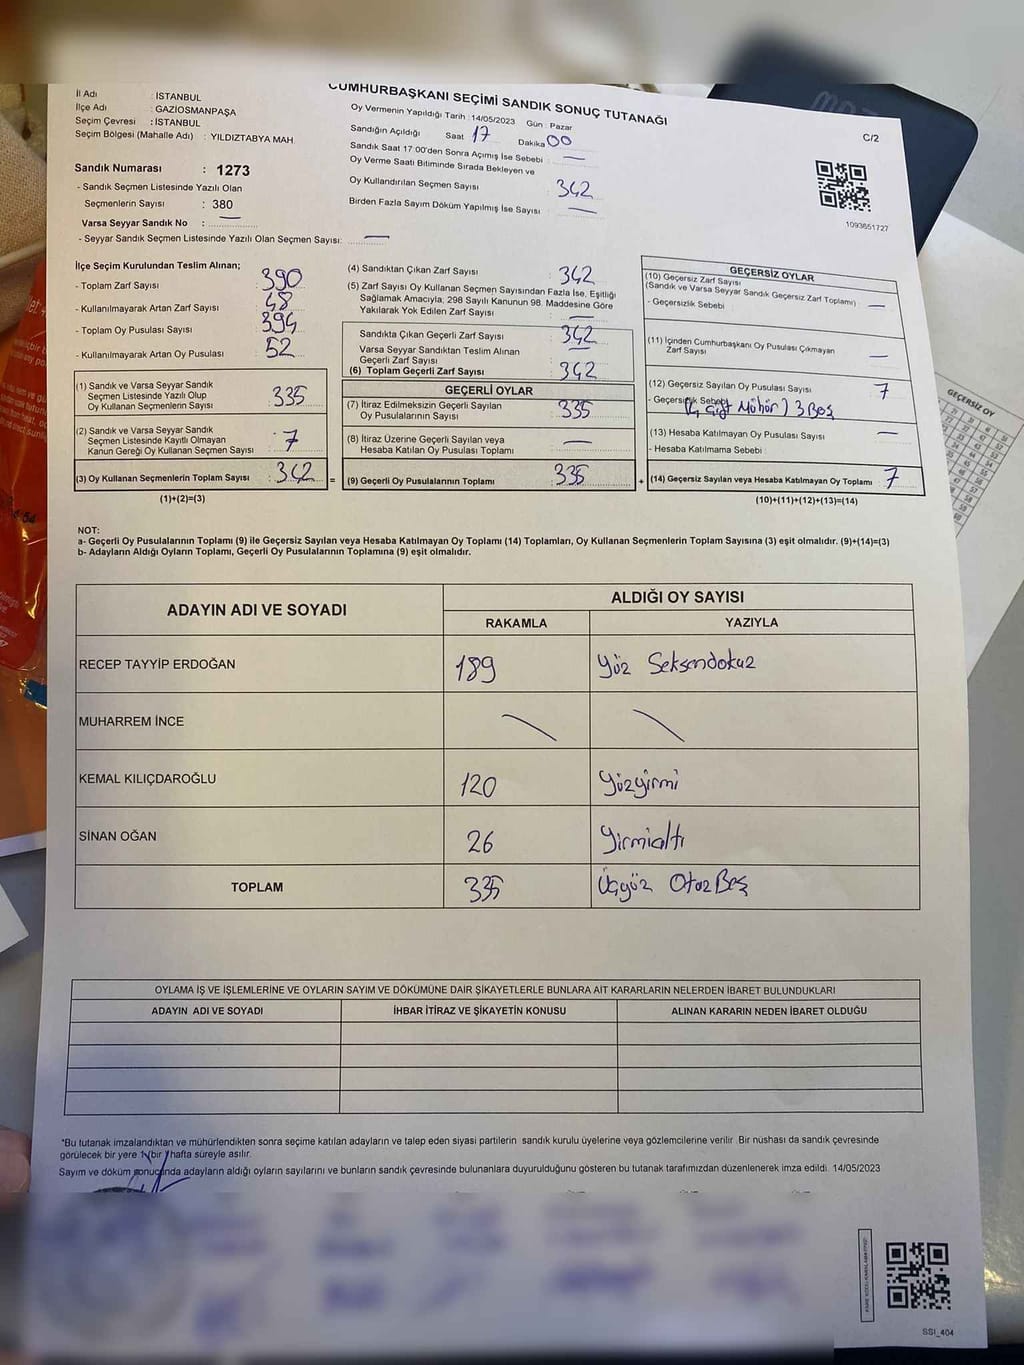 CUMHURBAŞKANI SEÇİMİ SANDIK SONUÇ TUTANAĞI
C/2
İl Adı : İSTANBUL
İlçe Adı : GAZİOSMANPAŞA
Seçim Çevresi : İSTANBUL
Seçim Bölgesi (Mahalle Adı) : YILDIZTABYA MAH
Sandık Numarası : 1273
- Sandık Seçmen Listesinde Yazılı Olan
Seçmenlerin Sayısı : 380
Varsa Seyyar Sandık No : —
- Seyyar Sandık Seçmen Listesinde Yazılı Olan Seçmen Sayısı: —
Oy Vermenin Yapıldığı Tarih : 14/05/2023 Gün : Pazar
Sandığın Açıldığı Saat 17 Dakika 00
Sandık Saat 17 00'den Sonra Açımış İse Sebebi : —
Oy Verme Saati Bitiminde Sırada Bekleyen ve
Oy Kullandırılan Seçmen Sayısı 342
Birden Fazla Sayım Döküm Yapılmış İse Sayısı : —
1093651727
İlçe Seçim Kurulundan Teslim Alınan;
- Toplam Zarf Sayısı : 390
- Kullanılmayarak Artan Zarf Sayısı : 48
- Toplam Oy Pusulası Sayısı : 394
- Kullanılmayarak Artan Oy Pusulası : 52
(1) Sandık ve Varsa Seyyar Sandık
Seçmen Listesinde Yazılı Olup
Oy Kullanan Seçmenlerin Sayısı : 335
(2) Sandık ve Varsa Seyyar Sandık
Seçmen Listesinde Kayıtlı Olmayan
Kanun Gereği Oy Kullanan Seçmen Sayısı : 7
(3) Oy Kullanan Seçmenlerin Toplam Sayısı : 342 =
(1)+(2)=(3)
(4) Sandıktan Çıkan Zarf Sayısı : 342
(5) Zarf Sayısı Oy Kullanan Seçmen Sayısından Fazla İse, Eşitliği
Sağlamak Amacıyla; 298 Sayılı Kanunun 98. Maddesine Göre
Yakılarak Yok Edilen Zarf Sayısı : —
Sandıkta Çıkan Geçerli Zarf Sayısı : 342
Varsa Seyyar Sandıktan Teslim Alınan
Geçerli Zarf Sayısı : —
(6) Toplam Geçerli Zarf Sayısı : 342
GEÇERLİ OYLAR
(7) İtiraz Edilmeksizin Geçerli Sayılan
Oy Pusulalarının Sayısı : 335
(8) İtiraz Üzerine Geçerli Sayılan veya
Hesaba Katılan Oy Pusulası Toplamı : —
(9) Geçerli Oy Pusulalarının Toplamı : 335 +
GEÇERSİZ OYLAR
(10) Geçersiz Zarf Sayısı
(Sandık ve Varsa Seyyar Sandık Geçersiz Zarf Toplamı) : —
- Geçersizlik Sebebi :
(11) İçinden Cumhurbaşkanı Oy Pusulası Çıkmayan
Zarf Sayısı : —
(12) Geçersiz Sayılan Oy Pusulası Sayısı : 7
- Geçersizlik Sebebi çift Mühür) 3 Boş
(13) Hesaba Katılmayan Oy Pusulası Sayısı : —
- Hesaba Katılmama Sebebi :
(14) Geçersiz Sayılan veya Hesaba Katılmayan Oy Toplamı : 7
(10)+(11)+(12)+(13)=(14)
GEÇERSİZ OY
NOT:
a- Geçerli Oy Pusulalarının Toplamı (9) ile Geçersiz Sayılan veya Hesaba Katılmayan Oy Toplamı (14) Toplamları, Oy Kullanan Seçmenlerin Toplam Sayısına (3) eşit olmalıdır. (9)+(14)=(3)
b- Adayların Aldığı Oyların Toplamı, Geçerli Oy Pusulalarının Toplamına (9) eşit olmalıdır.
ADAYIN ADI VE SOYADI
ALDIĞI OY SAYISI
RAKAMLA YAZIYLA
RECEP TAYYİP ERDOĞAN 189 Yüz Seksendokuz
MUHARREM İNCE
KEMAL KILIÇDAROĞLU 120 Yüzyirmi
SİNAN OĞAN 26 Yirmialtı
TOPLAM 335 Üçyüz OtuzBeş
OYLAMA İŞ VE İŞLEMLERİNE VE OYLARIN SAYIM VE DÖKÜMÜNE DAİR ŞİKAYETLERLE BUNLARA AİT KARARLARIN NELERDEN İBARET BULUNDUKLARI
ADAYIN ADI VE SOYADI İHBAR İTİRAZ VE ŞİKAYETİN KONUSU ALINAN KARARIN NEDEN İBARET OLDUĞU
*Bu tutanak imzalandıktan ve mühürlendikten sonra seçime katılan adayların ve talep eden siyasi partilerin sandık kurulu üyelerine veya gözlemcilerine verilir. Bir nüshası da sandık çevresinde
görülecek bir yere 1 (bir) hafta süreyle asılır.
Sayım ve döküm sonucunda adayların aldığı oyların sayılarını ve bunların sandık çevresinde bulunanlara duyurulduğunu gösteren bu tutanak tarafımızdan düzenlenerek imza edildi. 14/05/2023
SSI_404